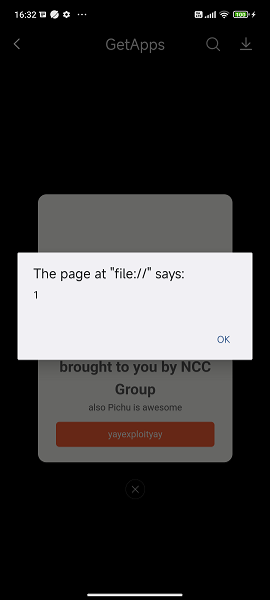 16:32
GetApps
The page at "file://" says:
1
OK
brought to you by NCC
Group
also Pichu is awesome
yayexploityay